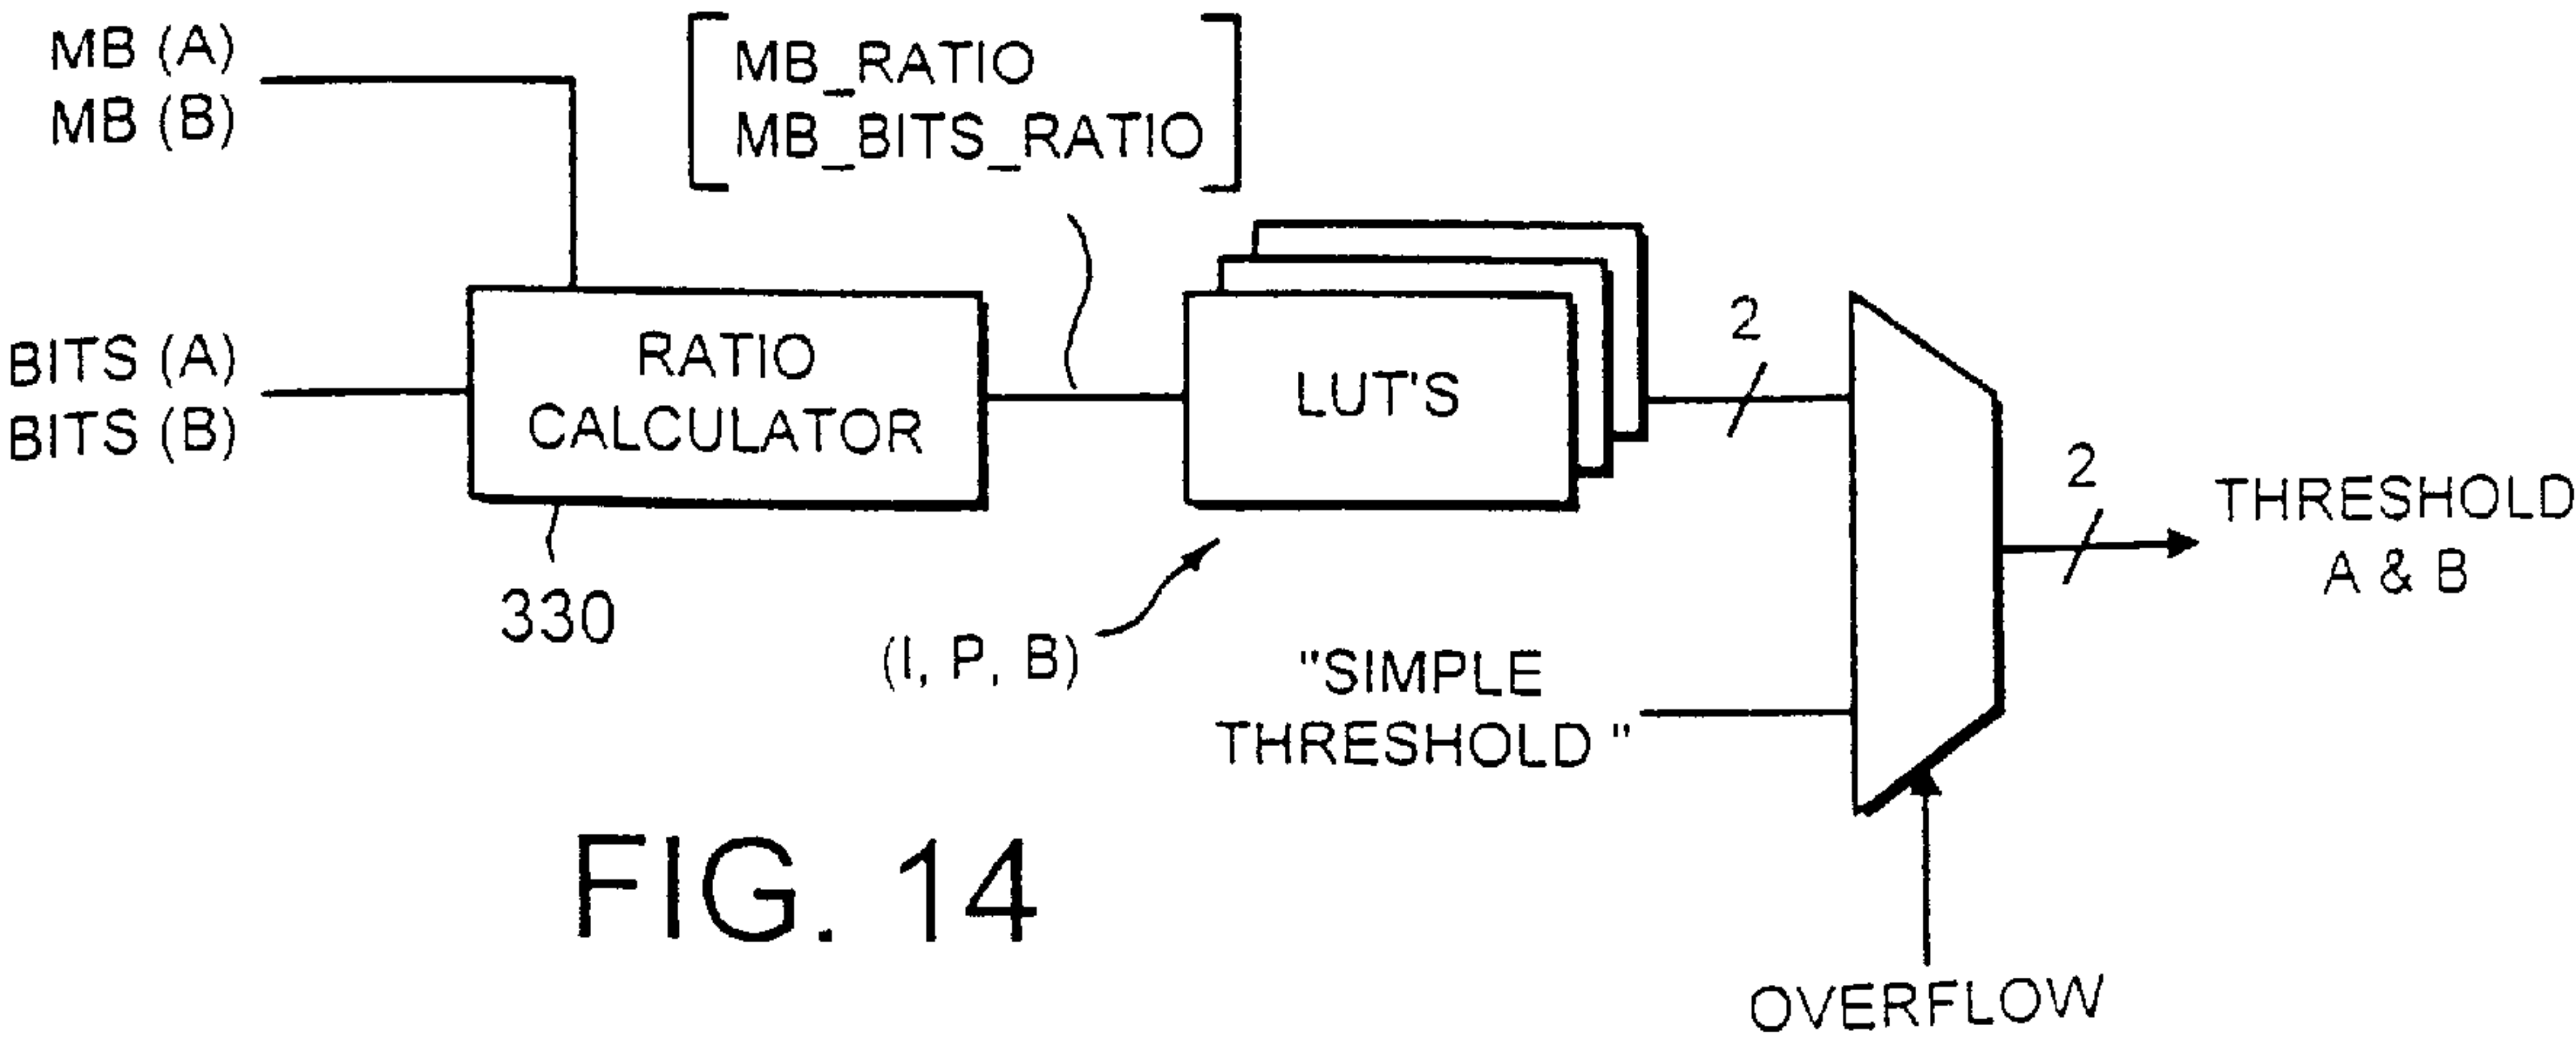 MB (A)
MB (B)
MB_RATIO
MB_BITS_RATIO
BITS (A)
BITS (B)
RATIO
CALCULATOR
330
LUT'S
(I, P, B)
2
"SIMPLE
THRESHOLD "
2
THRESHOLD
A & B
OVERFLOW
FIG. 14